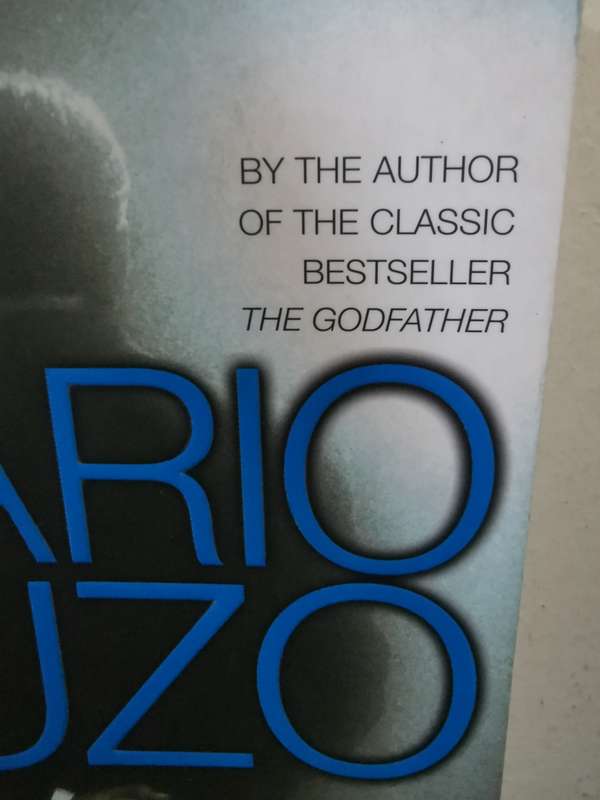 BY THE AUTHOR
OF THE CLASSIC
BESTSELLER
THE GODFATHER
ARIO
UZO